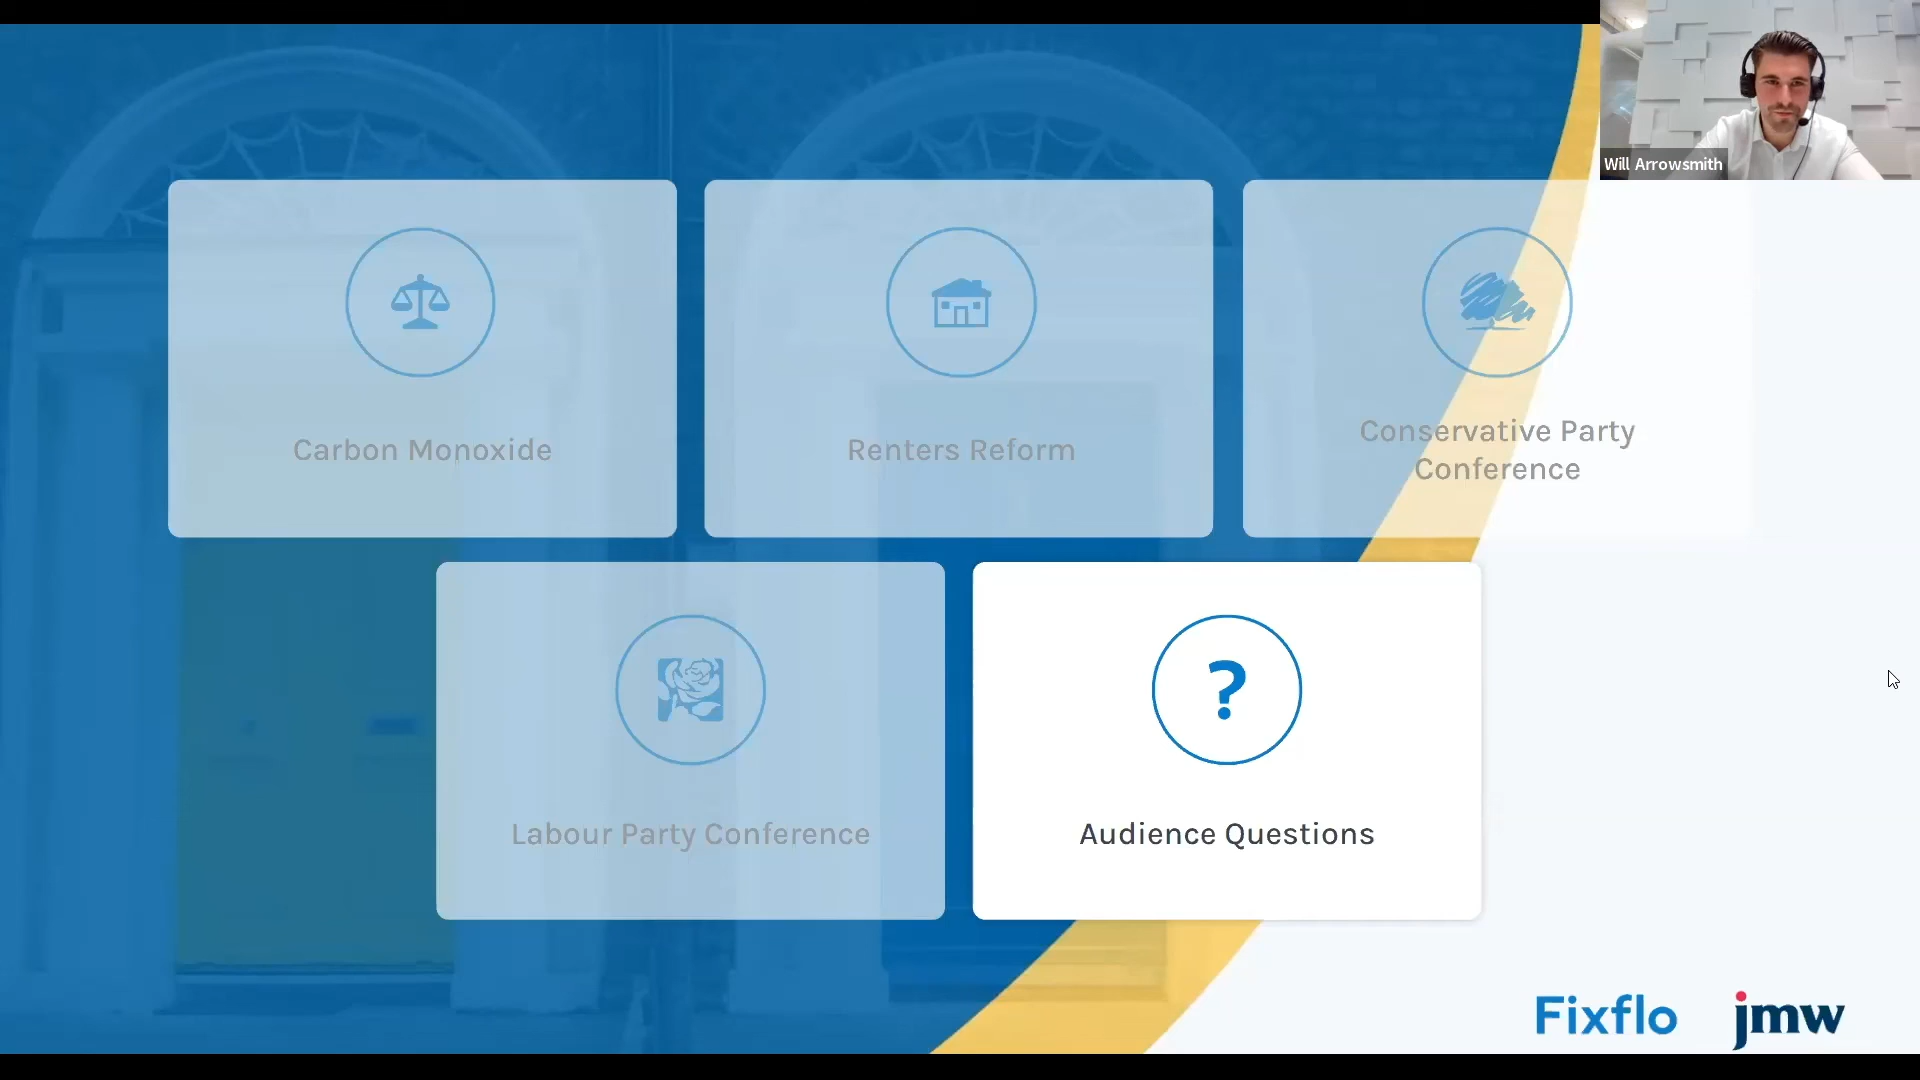 Will Arrowsmith
Carbon Monoxide
Renters Reform
Conservative Party
Conference
Labour Party Conference
?
Audience Questions
Fixflo
jmw